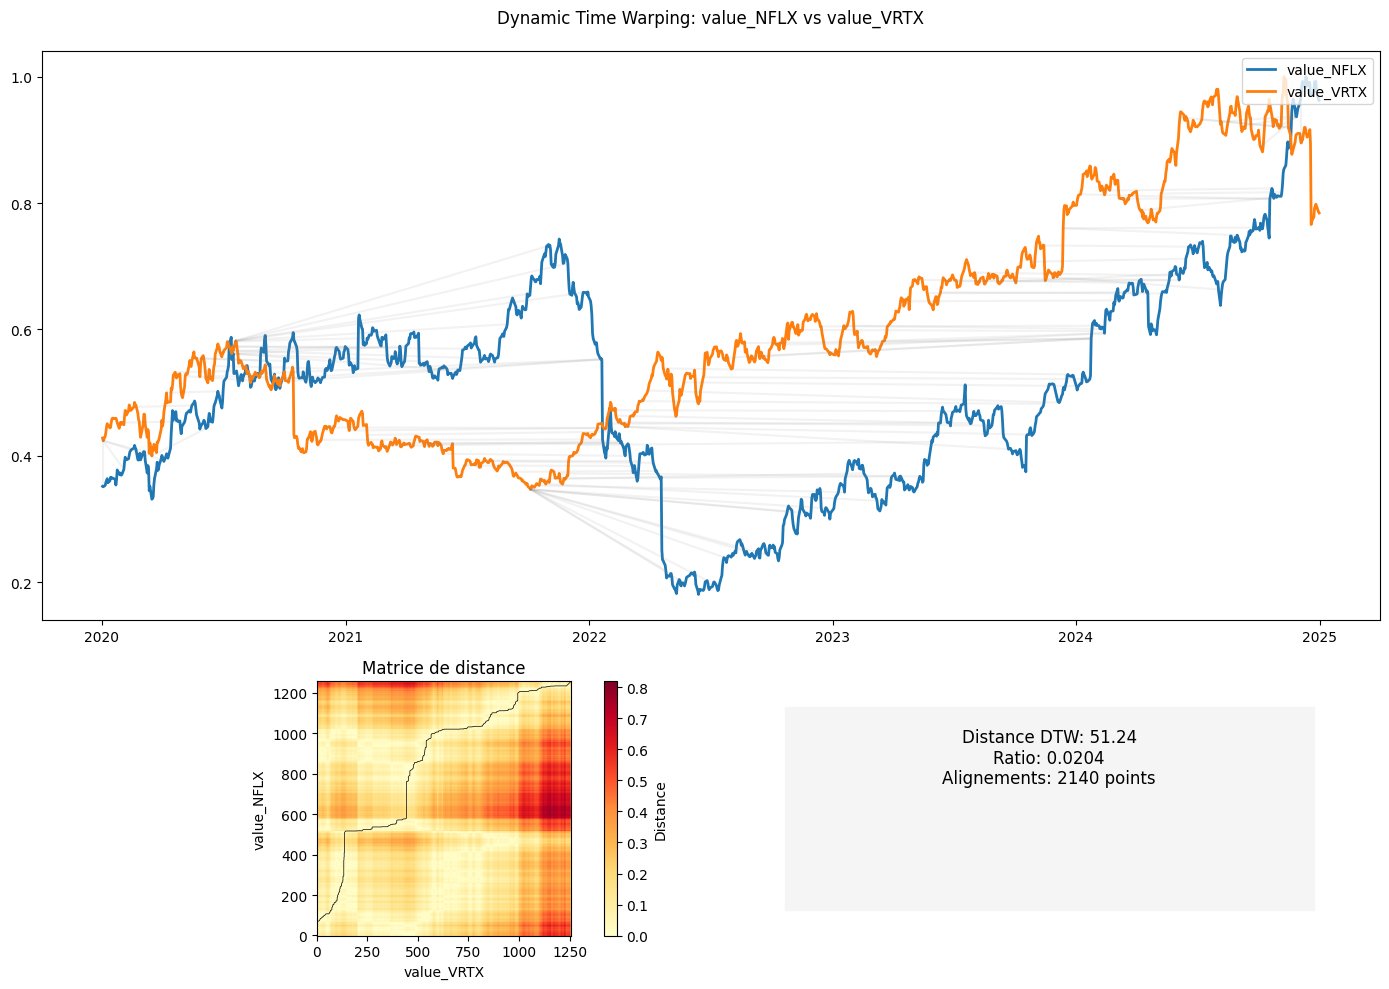 Dynamic Time Warping: value_NFLX vs value_VRTX
value_NFLX
value_VRTX
1.0
0.8
0.6
0.4
0.2
2020 2021 2022 2023 2024 2025
Matrice de distance
value_NFLX
1200
1000
800
600
400
200
0
0 250 500 750 1000 1250
value_VRTX
0.8
0.7
0.6
0.5
0.4
0.3
0.2
0.1
0.0
Distance
Distance DTW: 51.24
Ratio: 0.0204
Alignements: 2140 points